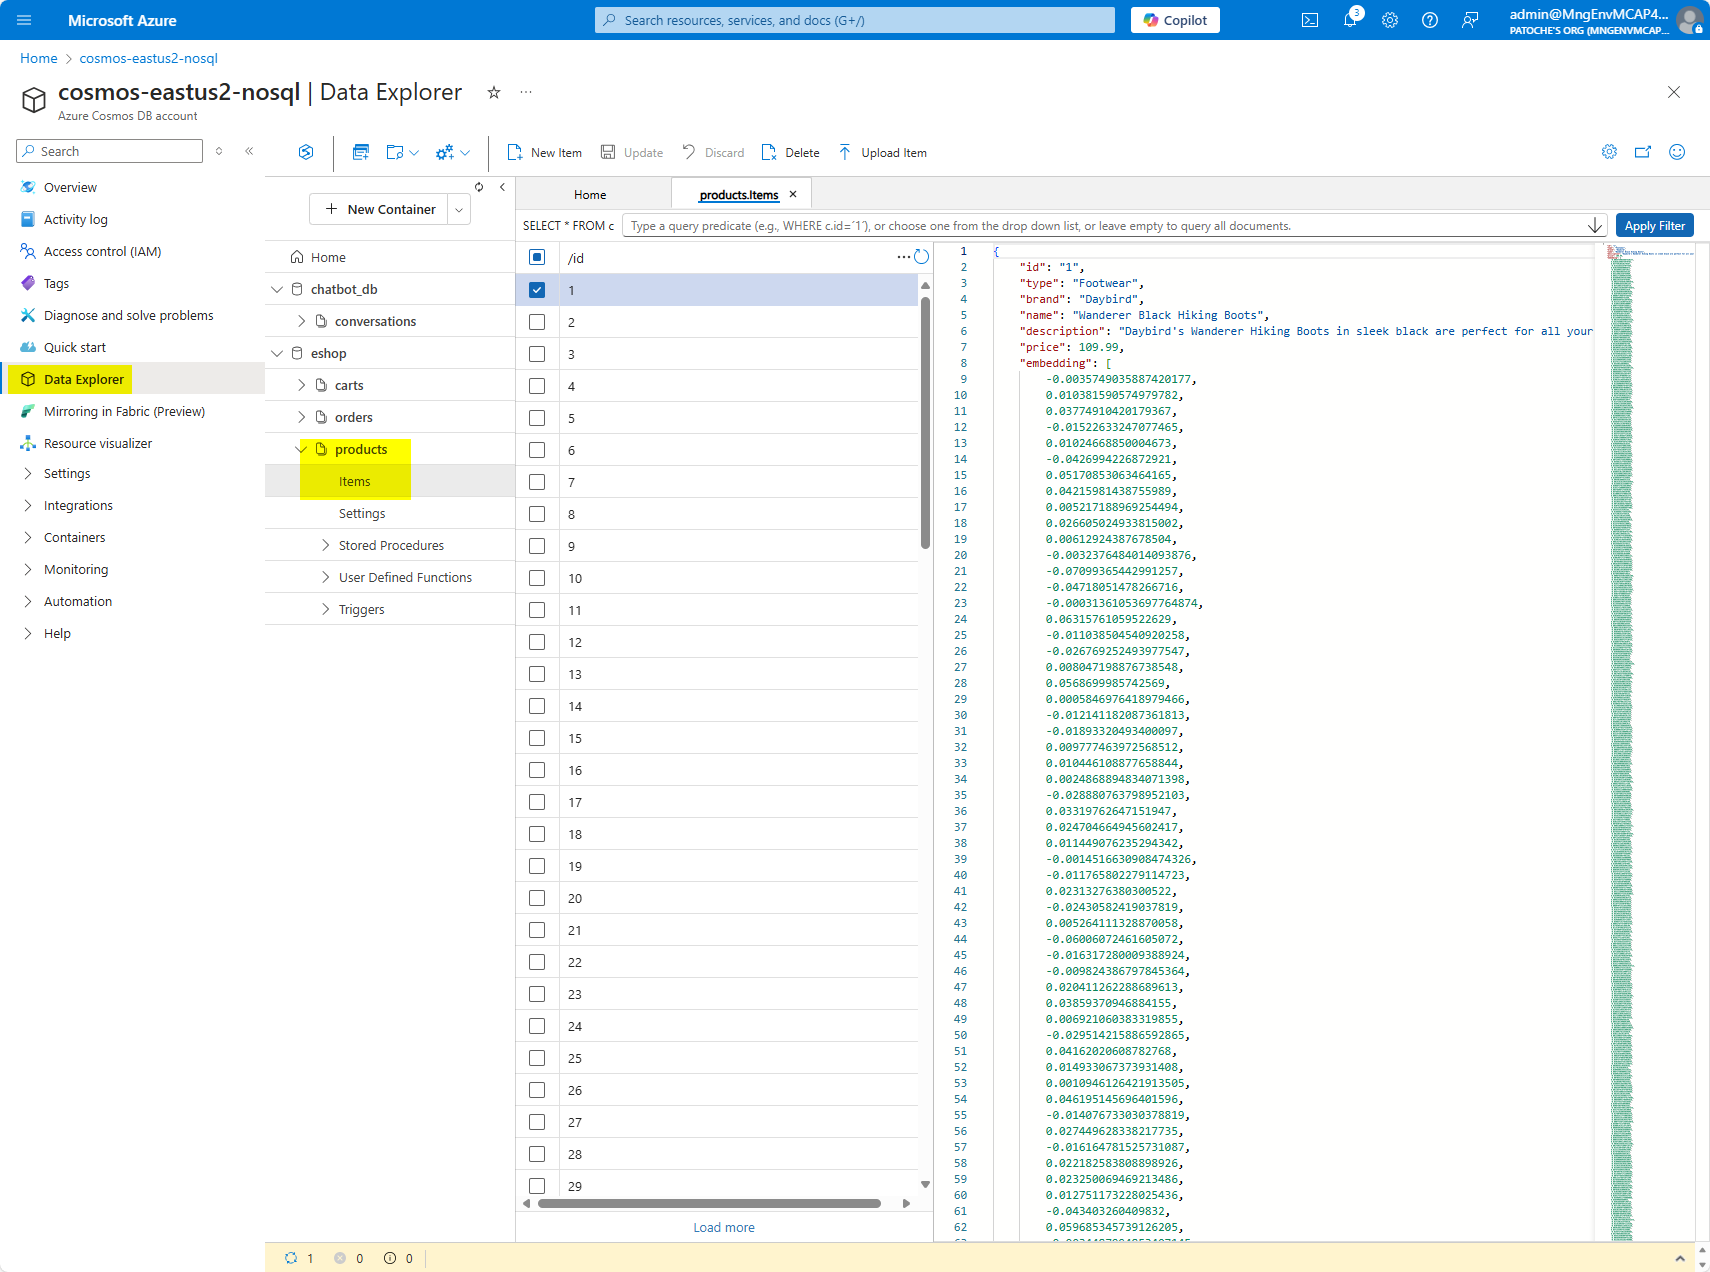 Microsoft Azure
Search resources, services, and docs (G+/)
Copilot
3
admin@MngEnvMCAP4...
PATOCHE'S ORG (MNGENVMCAP...
Home > cosmos-eastus2-nosql
cosmos-eastus2-nosql | Data Explorer
Azure Cosmos DB account
Search
Overview
Activity log
Access control (IAM)
Tags
Diagnose and solve problems
Quick start
Data Explorer
Mirroring in Fabric (Preview)
Resource visualizer
Settings
Integrations
Containers
Monitoring
Automation
Help
New Item
Update
Discard
Delete
Upload Item
New Container
Home
chatbot_db
conversations
eshop
carts
orders
products
Items
Settings
Stored Procedures
User Defined Functions
Triggers
Home
products.Items
SELECT * FROM c
Type a query predicate (e.g., WHERE c.id=´1´), or choose one from the drop down list, or leave empty to query all documents.
Apply Filter
/id
1
2
3
4
5
6
7
8
9
10
11
12
13
14
15
16
17
18
19
20
21
22
23
24
25
26
27
28
29
Load more
1 {
2 "id": "1",
3 "type": "Footwear",
4 "brand": "Daybird",
5 "name": "Wanderer Black Hiking Boots",
6 "description": "Daybird's Wanderer Hiking Boots in sleek black are perfect for all your
7 "price": 109.99,
8 "embedding": [
9 -0.0035749035887420177,
10 0.010381590574979782,
11 0.03774910420179367,
12 -0.01522633247077465,
13 0.01024668850004673,
14 -0.0426994226872921,
15 0.05170853063464165,
16 0.04215981438755989,
17 0.005217188969254494,
18 0.026605024933815002,
19 0.00612924387678504,
20 -0.0032376484014093876,
21 -0.07099365442991257,
22 -0.04718051478266716,
23 -0.00031361053697764874,
24 0.06315761059522629,
25 -0.011038504540920258,
26 -0.026769252493977547,
27 0.008047198876738548,
28 0.0568699985742569,
29 0.0005846976418979466,
30 -0.012141182087361813,
31 -0.01893320493400097,
32 0.009777463972568512,
33 0.010446108877658844,
34 0.0024868894834071398,
35 -0.028880763798952103,
36 0.03319762647151947,
37 0.024704664945602417,
38 0.011449076235294342,
39 -0.0014516630908474326,
40 -0.011765802279114723,
41 0.02313276380300522,
42 -0.02430582419037819,
43 0.005264111328870058,
44 -0.06006072461605072,
45 -0.016317280009388924,
46 -0.009824386797845364,
47 0.020411262288689613,
48 0.03859370946884155,
49 0.006921060383319855,
50 -0.029514215886592865,
51 0.04162020608782768,
52 0.014933067373931408,
53 0.0010946126421913505,
54 0.046195145696401596,
55 -0.014076733030378819,
56 0.027449628338217735,
57 -0.016164781525731087,
58 0.022182583808898926,
59 0.023250069469213486,
60 0.012751173228025436,
61 -0.043403260409832,
62 0.059685345739126205,
1
0
0